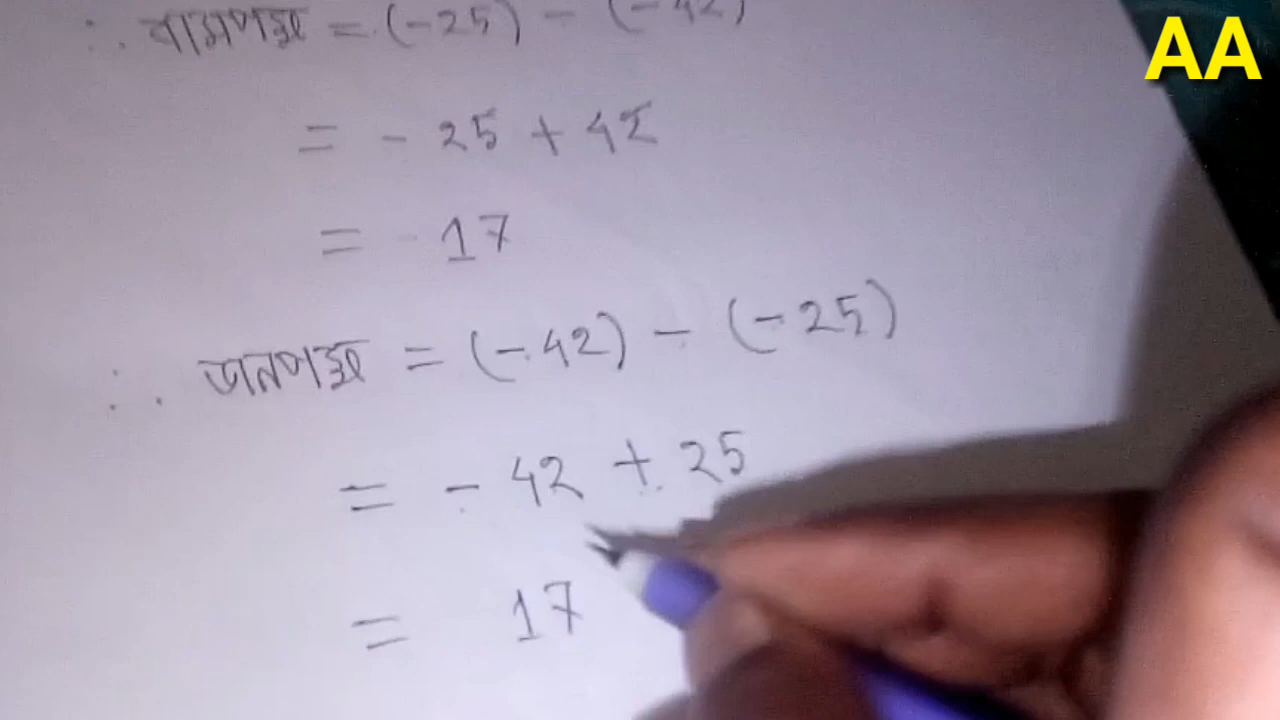 AA
∴ বামপক্ষ = (-25) - (-42)
= - 25 + 42
= 17
∴ ডানপক্ষ = (-42) - (-25)
= - 42 + 25
= 17